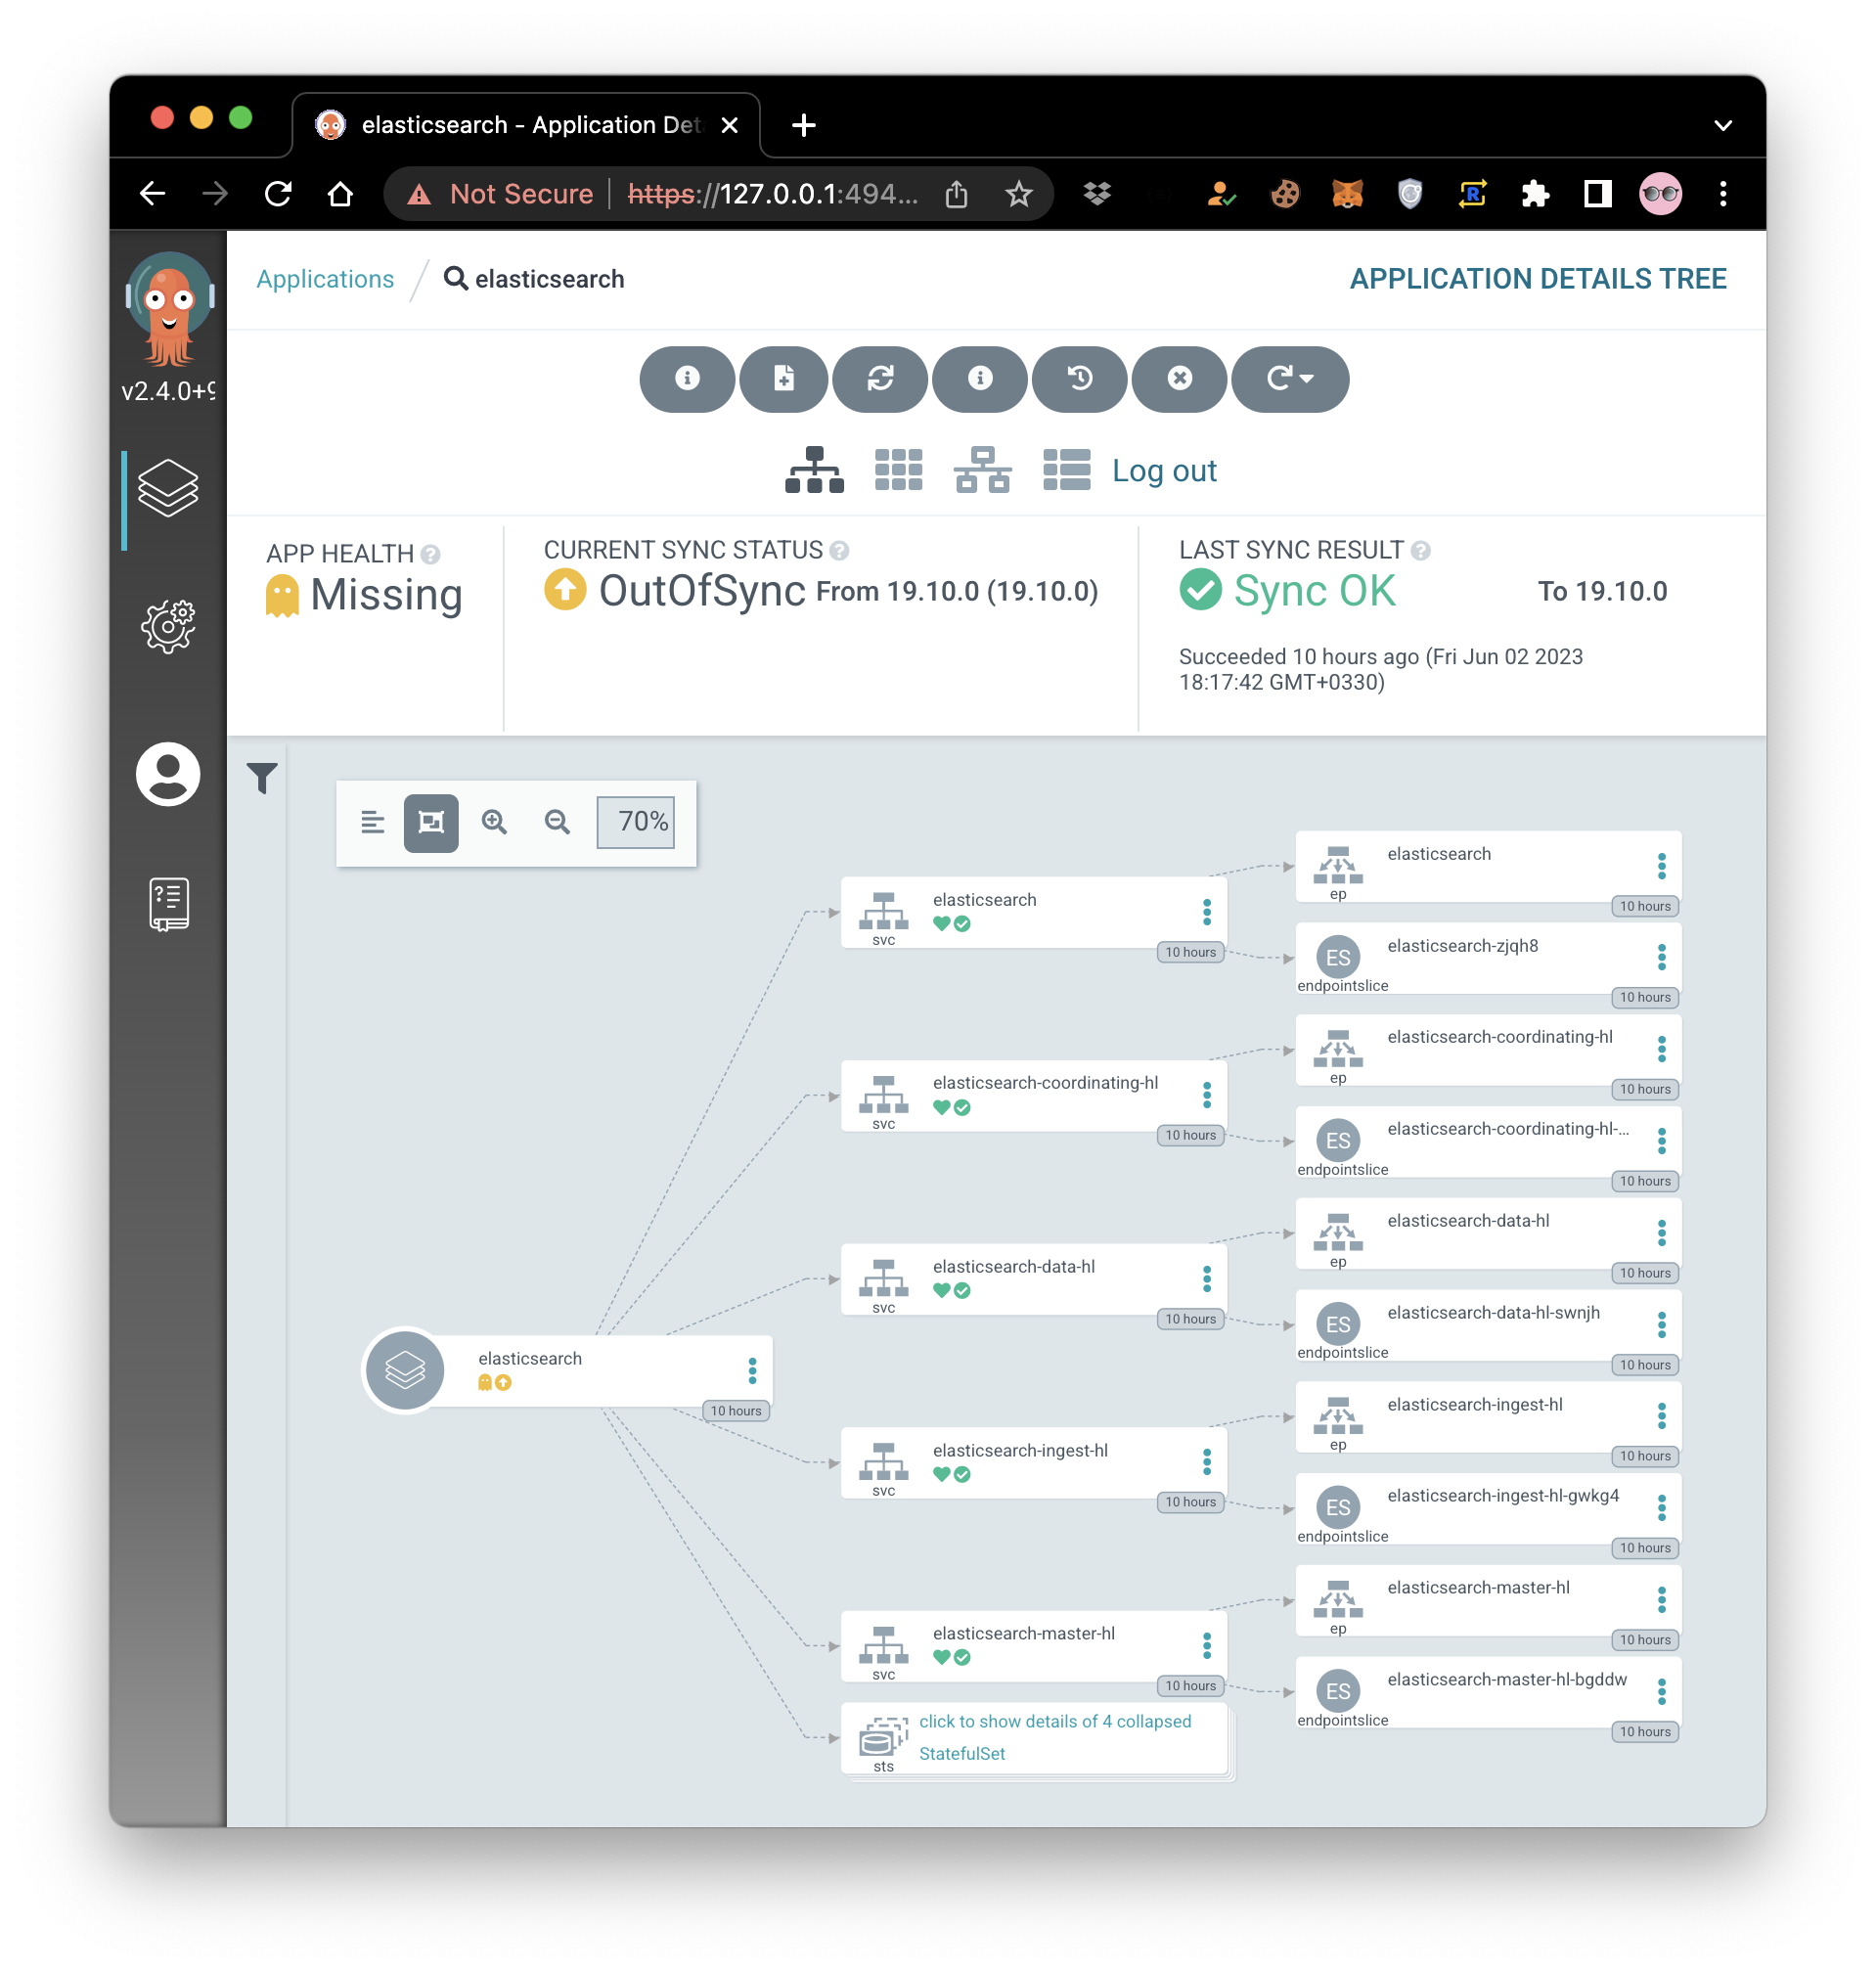 elasticsearch - Application Det
Not Secure https://127.0.0.1:494...
v2.4.0+9
Applications / elasticsearch
APPLICATION DETAILS TREE
Log out
APP HEALTH
Missing
CURRENT SYNC STATUS
OutOfSync From 19.10.0 (19.10.0)
LAST SYNC RESULT
Sync OK To 19.10.0
Succeeded 10 hours ago (Fri Jun 02 2023
18:17:42 GMT+0330)
70%
elasticsearch
10 hours
elasticsearch
svc
10 hours
elasticsearch-coordinating-hl
svc
10 hours
elasticsearch-data-hl
svc
10 hours
elasticsearch-ingest-hl
svc
10 hours
elasticsearch-master-hl
svc
10 hours
click to show details of 4 collapsed
StatefulSet
sts
elasticsearch
ep
10 hours
elasticsearch-zjqh8
ES
endpointslice
10 hours
elasticsearch-coordinating-hl
ep
10 hours
elasticsearch-coordinating-hl-...
ES
endpointslice
10 hours
elasticsearch-data-hl
ep
10 hours
elasticsearch-data-hl-swnjh
ES
endpointslice
10 hours
elasticsearch-ingest-hl
ep
10 hours
elasticsearch-ingest-hl-gwkg4
ES
endpointslice
10 hours
elasticsearch-master-hl
ep
10 hours
elasticsearch-master-hl-bgddw
ES
endpointslice
10 hours